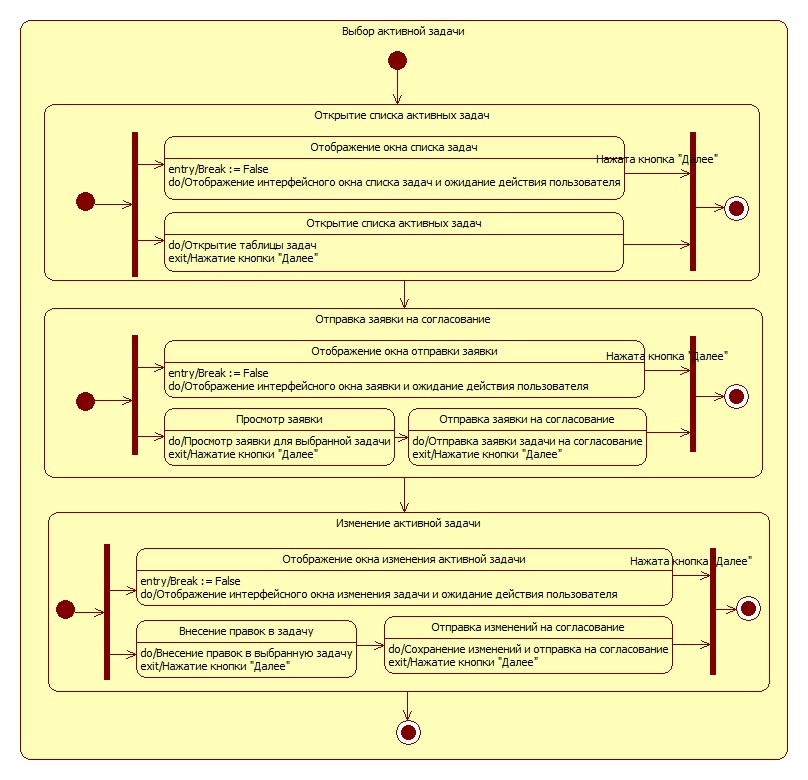 Выбор активной задачи
Открытие списка активных задач
Отображение окна списка задач
Нажата кнопка "Далее"
entry/Break := False
do/Отображение интерфейсного окна списка задач и ожидание действия пользователя
Открытие списка активных задач
do/Открытие таблицы задач
exit/Нажатие кнопки "Далее"
Отправка заявки на согласование
Отображение окна отправки заявки
Нажата кнопка "Далее"
entry/Break := False
do/Отображение интерфейсного окна заявки и ожидание действия пользователя
Просмотр заявки
do/Просмотр заявки для выбранной задачи
exit/Нажатие кнопки "Далее"
Отправка заявки на согласование
do/Отправка заявки задачи на согласование
exit/Нажатие кнопки "Далее"
Изменение активной задачи
Отображение окна изменения активной задачи
Нажата кнопка "Далее"
entry/Break := False
do/Отображение интерфейсного окна изменения задачи и ожидание действия пользователя
Внесение правок в задачу
do/Внесение правок в выбранную задачу
exit/Нажатие кнопки "Далее"
Отправка изменений на согласование
do/Сохранение изменений и отправка на согласование
exit/Нажатие кнопки "Далее"